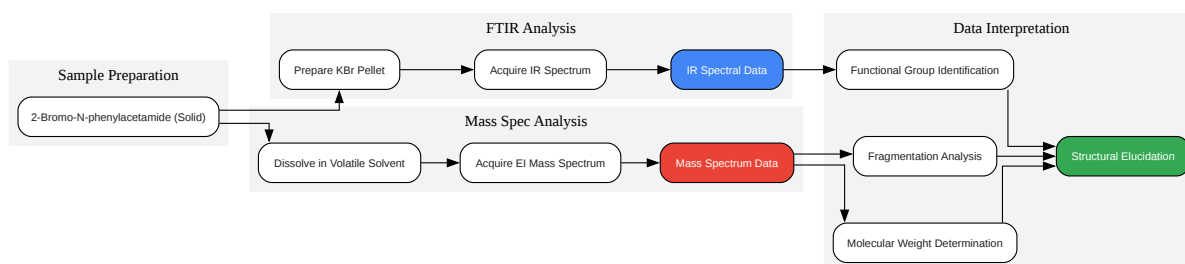 FTIR Analysis
Data Interpretation
Sample Preparation
Prepare KBr Pellet
Acquire IR Spectrum
IR Spectral Data
Functional Group Identification
2-Bromo-N-phenylacetamide (Solid)
Mass Spec Analysis
Dissolve in Volatile Solvent
Acquire EI Mass Spectrum
Mass Spectrum Data
Fragmentation Analysis
Structural Elucidation
Molecular Weight Determination